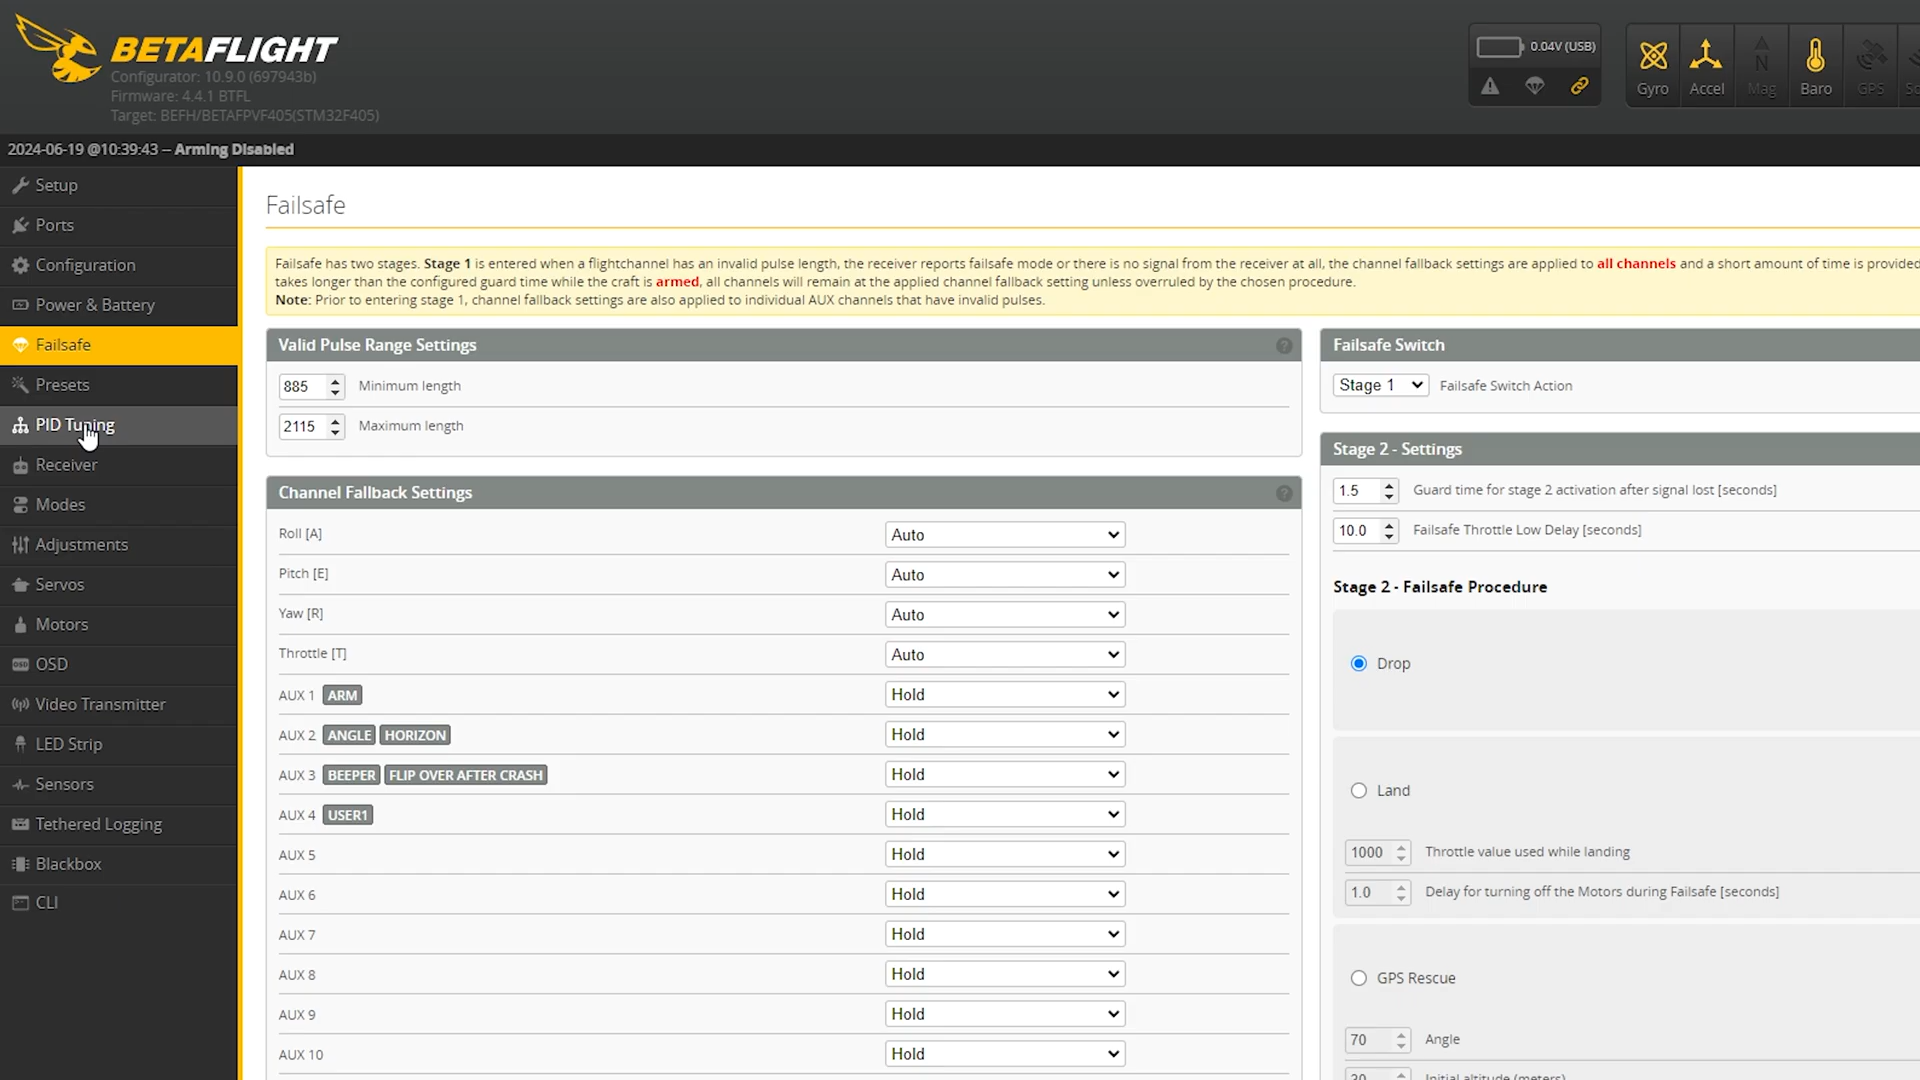 BETAFLIGHT
Configurator: 10.9.0 (697943b)
Firmware: 4.4.1 BTFL
Target: BEFH/BETAFPVF405(STM32F405)
0.04V (USB)
Gyro
Accel
N
Mag
Baro
GPS
2024-06-19 @10:39:43 -- Arming Disabled
Setup
Ports
Configuration
Power & Battery
Failsafe
Presets
PID Tuning
Receiver
Modes
Adjustments
Servos
Motors
OSD
Video Transmitter
LED Strip
Sensors
Tethered Logging
Blackbox
CLI
Failsafe
Failsafe has two stages. Stage 1 is entered when a flightchannel has an invalid pulse length, the receiver reports failsafe mode or there is no signal from the receiver at all, the channel fallback settings are applied to all channels and a short amount of time is provided
takes longer than the configured guard time while the craft is armed, all channels will remain at the applied channel fallback setting unless overruled by the chosen procedure.
Note: Prior to entering stage 1, channel fallback settings are also applied to individual AUX channels that have invalid pulses.
Valid Pulse Range Settings ?
885 Minimum length
2115 Maximum length
Channel Fallback Settings ?
Roll [A] Auto
Pitch [E] Auto
Yaw [R] Auto
Throttle [T] Auto
AUX 1 ARM Hold
AUX 2 ANGLE HORIZON Hold
AUX 3 BEEPER FLIP OVER AFTER CRASH Hold
AUX 4 USER1 Hold
AUX 5 Hold
AUX 6 Hold
AUX 7 Hold
AUX 8 Hold
AUX 9 Hold
AUX 10 Hold
Failsafe Switch
Stage 1 Failsafe Switch Action
Stage 2 - Settings
1.5 Guard time for stage 2 activation after signal lost [seconds]
10.0 Failsafe Throttle Low Delay [seconds]
Stage 2 - Failsafe Procedure
Drop
Land
1000 Throttle value used while landing
1.0 Delay for turning off the Motors during Failsafe [seconds]
GPS Rescue
70 Angle
Initial altitude (meters)